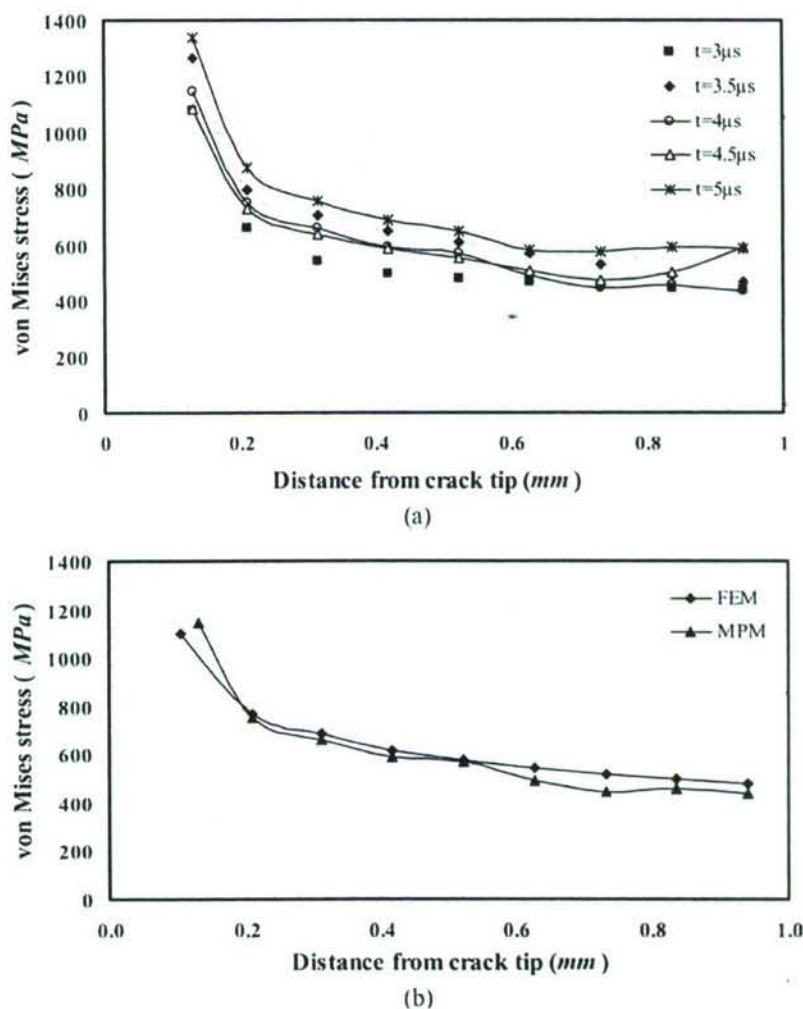 1400
1200
1000
800
600
400
200
0
von Mises stress ( MPa)
t=3µs
t=3.5µs
t=4µs
t=4.5µs
t=5µs
0
0.2
0.4
0.6
0.8
1
Distance from crack tip (mm )
(a)
1400
1200
1000
800
600
400
200
0
von Mises stress ( MPa)
FEM
MPM
0.0
0.2
0.4
0.6
0.8
1.0
Distance from crack tip (mm )
(b)